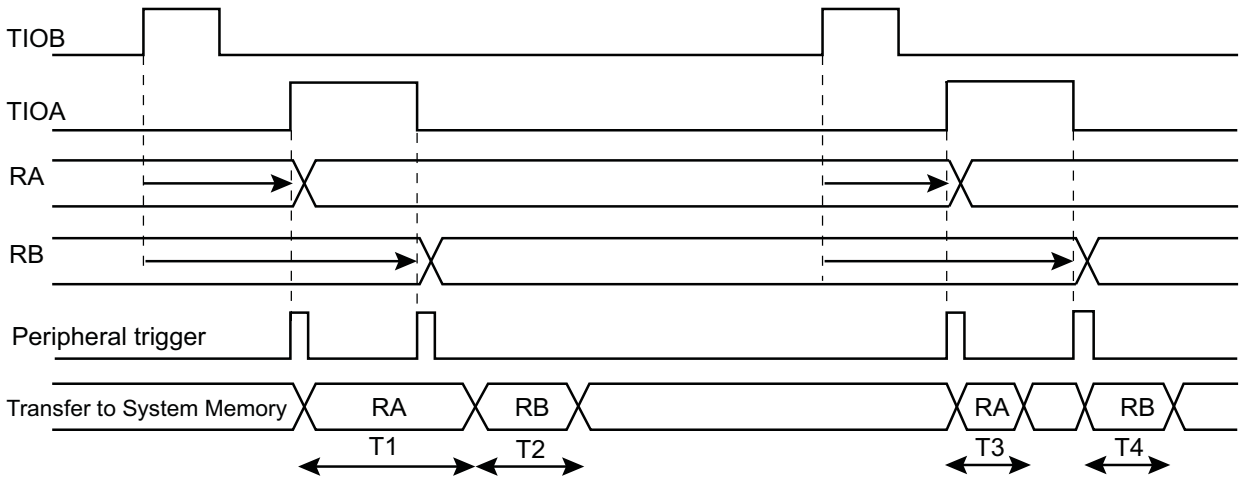 TIOB
TIOA
RA
RB
Peripheral trigger
Transfer to System Memory RA RB RA RB
T1 T2 T3 T4